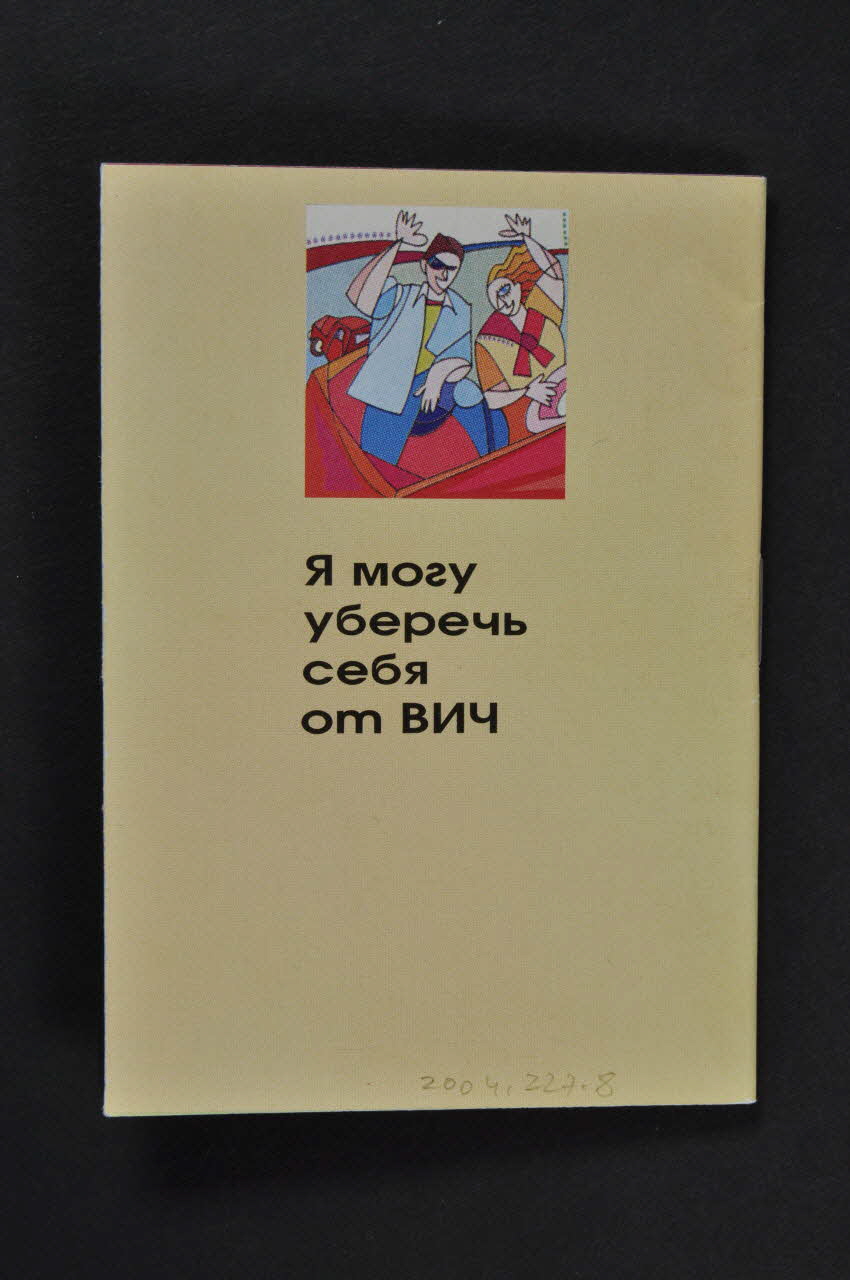 Я могу
уберечь
себя
от ВИЧ
2004.227.8